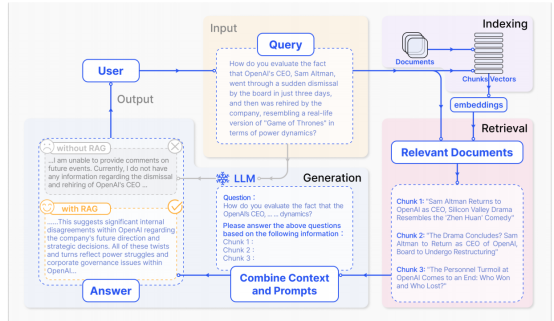 Input
Query
How do you evaluate the fact
that OpenAI's CEO, Sam Altman,
went through a sudden dismissal
by the board in just three days,
and then was rehired by the
company, resembling a real-life
version of "Game of Thrones" in
terms of power dynamics?
Indexing
Documents
Chunks
Vectors
embeddings
User
Output
without RAG
...I am unable to provide comments on
future events. Currently, I do not have
any information regarding the dismissal
and rehiring of OpenAI's CEO ...
with RAG
......This suggests significant internal
disagreements within OpenAI regarding
the company's future direction and
strategic decisions. All of these twists
and turns reflect power struggles and
corporate governance issues within
OpenAI...
Answer
LLM
Generation
Question :
How do you evaluate the fact that the
OpenAI's CEO, ... ... dynamics?
Please answer the above questions
based on the following information :
Chunk 1 :
Chunk 2 :
Chunk 3 :
Combine Context
and Prompts
Retrieval
Relevant Documents
Chunk 1: "Sam Altman Returns to
OpenAI as CEO, Silicon Valley Drama
Resembles the 'Zhen Huan' Comedy"
Chunk 2: "The Drama Concludes? Sam
Altman to Return as CEO of OpenAI,
Board to Undergo Restructuring"
Chunk 3: "The Personnel Turmoil at
OpenAI Comes to an End: Who Won
and Who Lost?"